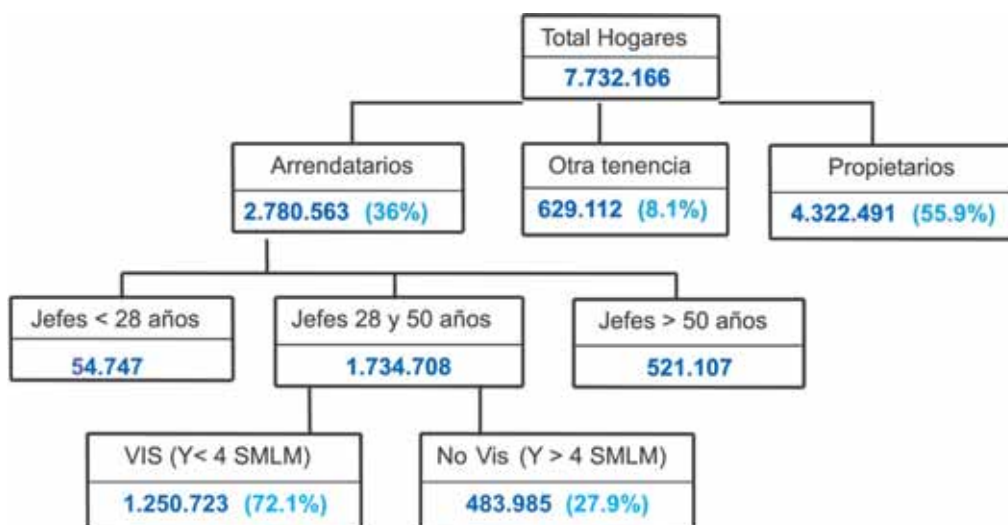 Total Hogares
7.732.166
Arrendatarios
2.780.563 (36%)
Otra tenencia
629.112 (8.1%)
Propietarios
4.322.491 (55.9%)
Jefes < 28 años
54.747
Jefes 28 y 50 años
1.734.708
Jefes > 50 años
521.107
VIS (Y< 4 SMLM)
1.250.723 (72.1%)
No Vis (Y > 4 SMLM)
483.985 (27.9%)